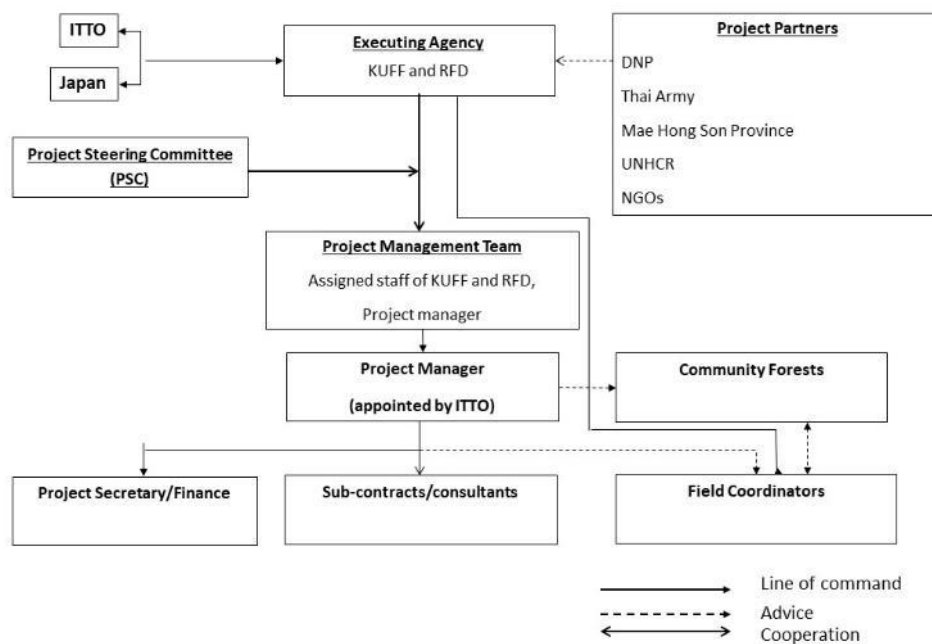 ITTO
Japan
Executing Agency
KUFF and RFD
Project Partners
DNP
Thai Army
Mae Hong Son Province
UNHCR
NGOs
Project Steering Committee
(PSC)
Project Management Team
Assigned staff of KUFF and RFD,
Project manager
Project Manager
(appointed by ITTO)
Community Forests
Project Secretary/Finance
Sub-contracts/consultants
Field Coordinators
Line of command
Advice
Cooperation